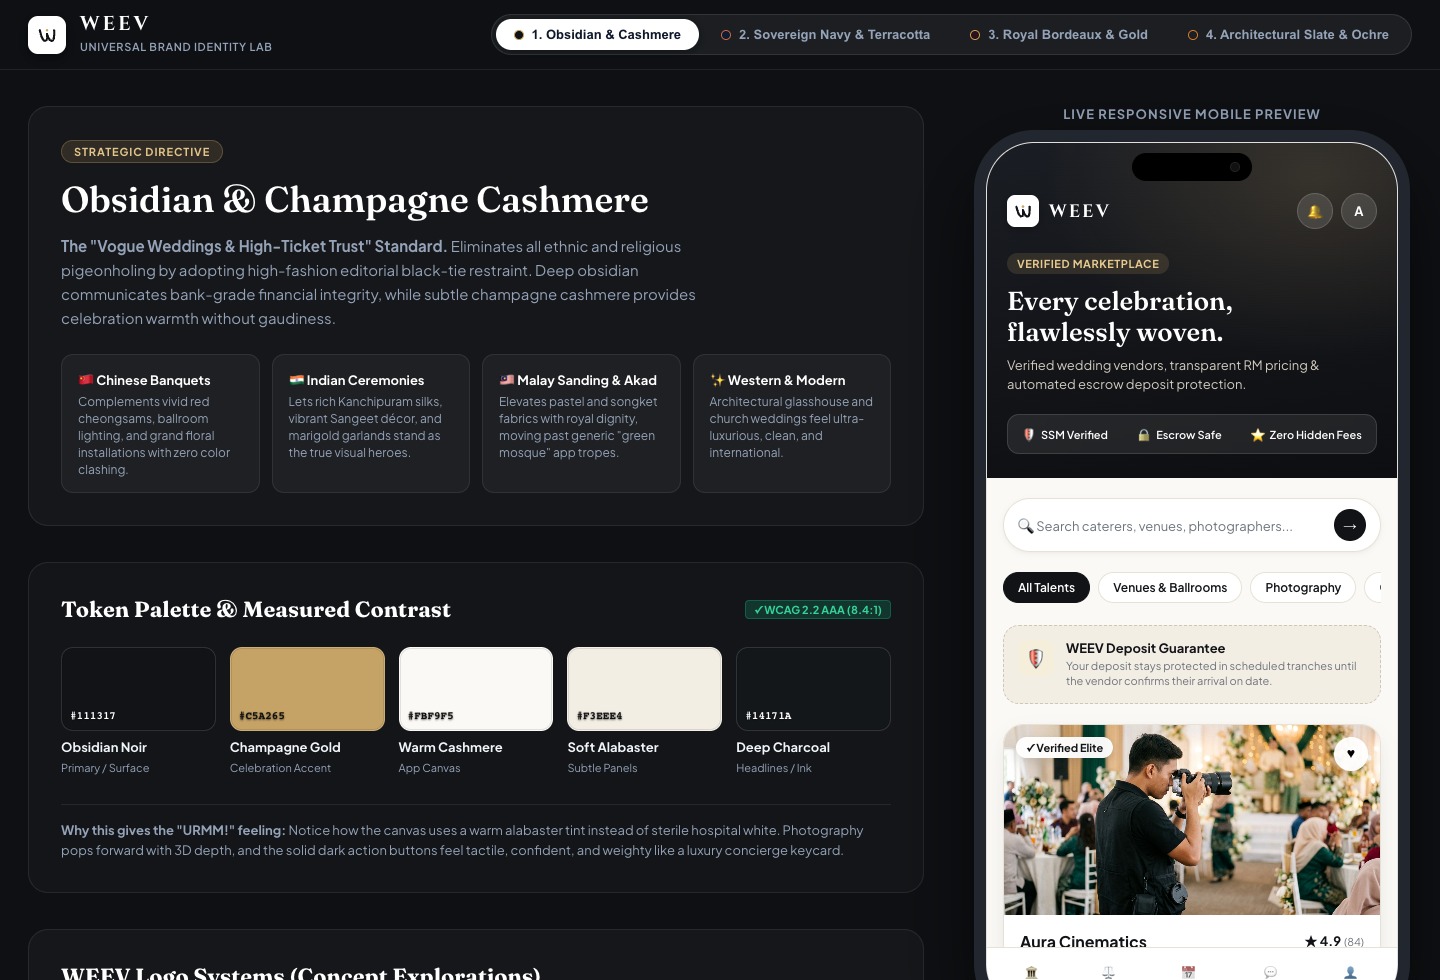 WEEV
UNIVERSAL BRAND IDENTITY LAB
1. Obsidian & Cashmere
2. Sovereign Navy & Terracotta
3. Royal Bordeaux & Gold
4. Architectural Slate & Ochre
STRATEGIC DIRECTIVE
Obsidian & Champagne Cashmere
The "Vogue Weddings & High-Ticket Trust" Standard. Eliminates all ethnic and religious
pigeonholing by adopting high-fashion editorial black-tie restraint. Deep obsidian
communicates bank-grade financial integrity, while subtle champagne cashmere provides
celebration warmth without gaudiness.
🇨🇳 Chinese Banquets
Complements vivid red
cheongsams, ballroom
lighting, and grand floral
installations with zero color
clashing.
🇮🇳 Indian Ceremonies
Lets rich Kanchipuram silks,
vibrant Sangeet décor, and
marigold garlands stand as
the true visual heroes.
🇲🇾 Malay Sanding & Akad
Elevates pastel and songket
fabrics with royal dignity,
moving past generic "green
mosque" app tropes.
✨ Western & Modern
Architectural glasshouse and
church weddings feel ultra-
luxurious, clean, and
international.
Token Palette & Measured Contrast
✓ WCAG 2.2 AAA (8.4:1)
#111317
Obsidian Noir
Primary / Surface
#C5A265
Champagne Gold
Celebration Accent
#FBF9F5
Warm Cashmere
App Canvas
#F3EEE4
Soft Alabaster
Subtle Panels
#14171A
Deep Charcoal
Headlines / Ink
Why this gives the "URMM!" feeling: Notice how the canvas uses a warm alabaster tint instead of sterile hospital white. Photography
pops forward with 3D depth, and the solid dark action buttons feel tactile, confident, and weighty like a luxury concierge keycard.
WEEV Logo Systems (Concept Explorations)
LIVE RESPONSIVE MOBILE PREVIEW
WEEV
A
VERIFIED MARKETPLACE
Every celebration,
flawlessly woven.
Verified wedding vendors, transparent RM pricing &
automated escrow deposit protection.
SSM Verified
Escrow Safe
Zero Hidden Fees
Search caterers, venues, photographers...
→
All Talents
Venues & Ballrooms
Photography
WEEV Deposit Guarantee
Your deposit stays protected in scheduled tranches until
the vendor confirms their arrival on date.
✓ Verified Elite
♥
Aura Cinematics
★ 4.9 (84)